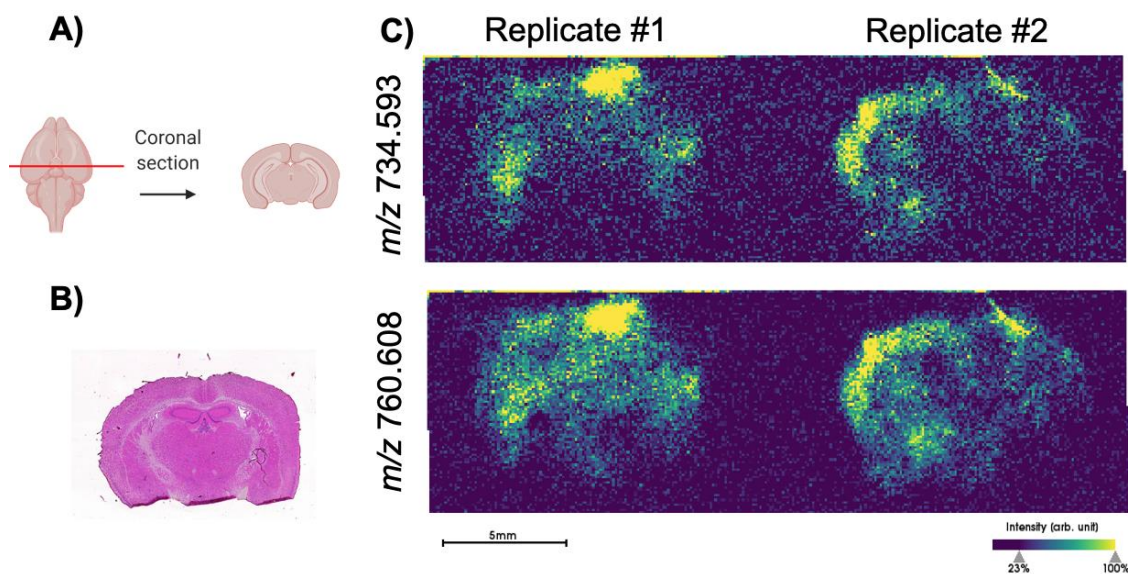 A)
Coronal
section
B)
C)
Replicate #1
Replicate #2
m/z 734.593
m/z 760.608
5mm
Intensity (arb. unit)
23%
100%